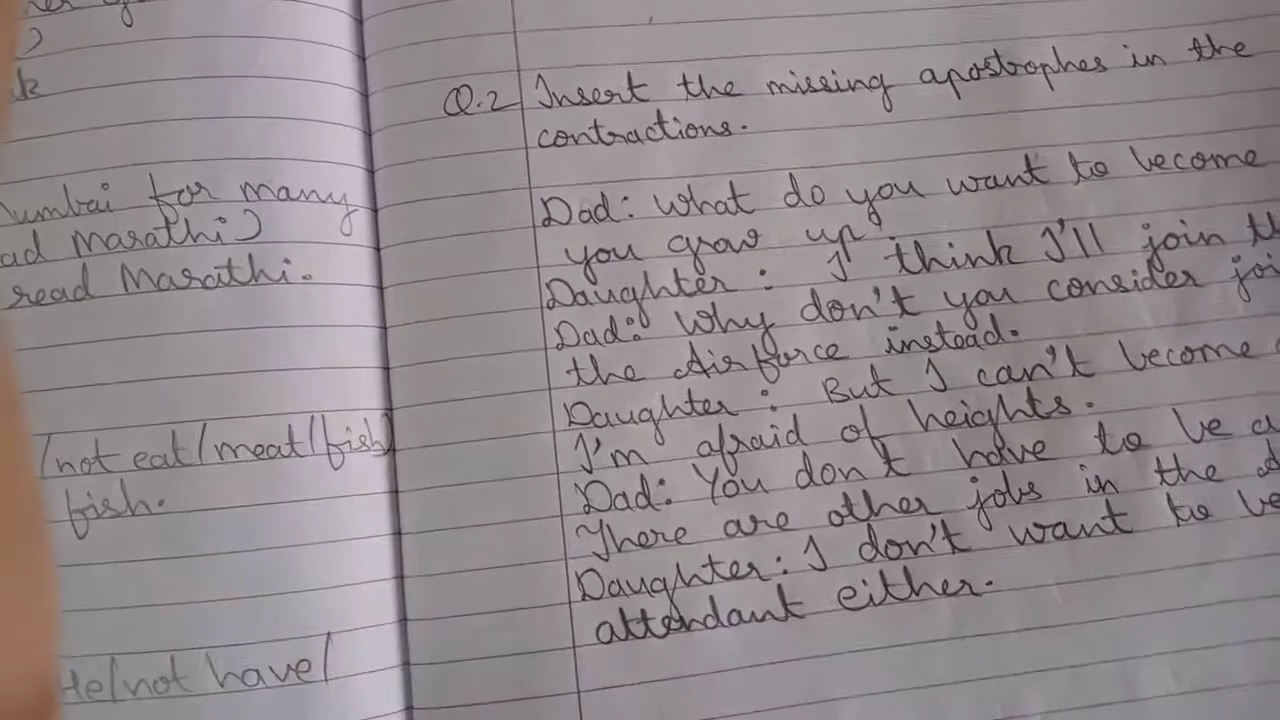 umbai for many
ad Marathi)
read Marathi.
/not eat/meat/fish)
fish.
He/not have/
Q.2 Insert the missing apostrophes in the
contractions.
Dad: What do you want to become
you grow up?
Daughter: I think I'll join
Dad: Why don't you consider
the Airforce instead.
Daughter: But I can't become
I'm afraid of heights.
Dad: You don't have to be a
There are other jobs in the
Daughter: I don't want to be
attendant either.